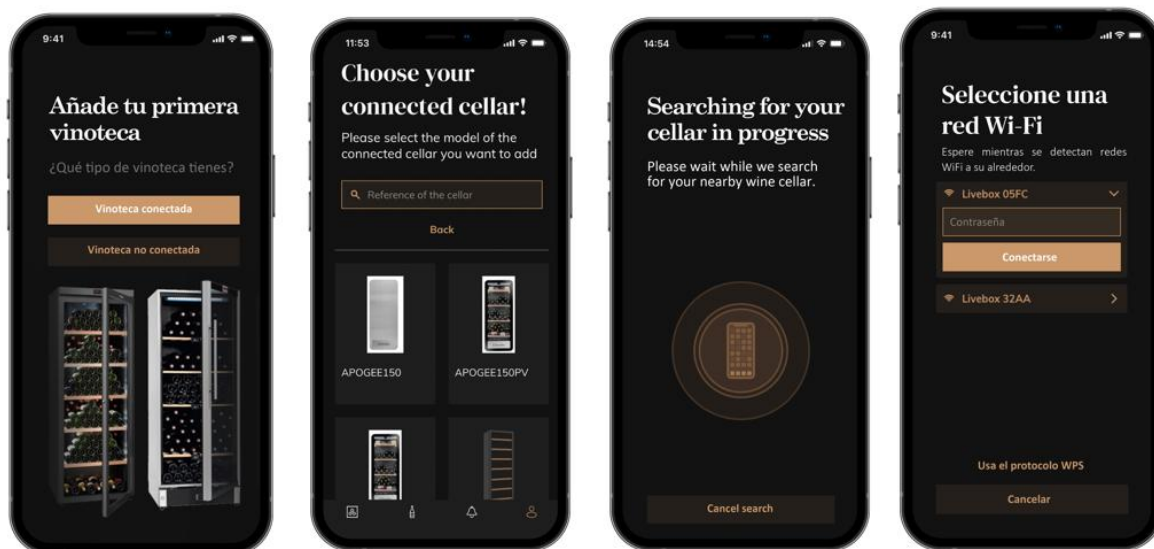 9:41
Añade tu primera
vinoteca
¿Qué tipo de vinoteca tienes?
Vinoteca conectada
Vinoteca no conectada
11:53
Choose your
connected cellar!
Please select the model of the
connected cellar you want to add
Reference of the cellar
Back
APOGEE150
APOGEE150PV
14:54
Searching for your
cellar in progress
Please wait while we search
for your nearby wine cellar.
Cancel search
9:41
Seleccione una
red Wi-Fi
Espere mientras se detectan redes
WiFi a su alrededor.
Livebox 05FC
Contraseña
Conectarse
Livebox 32AA
Usa el protocolo WPS
Cancelar